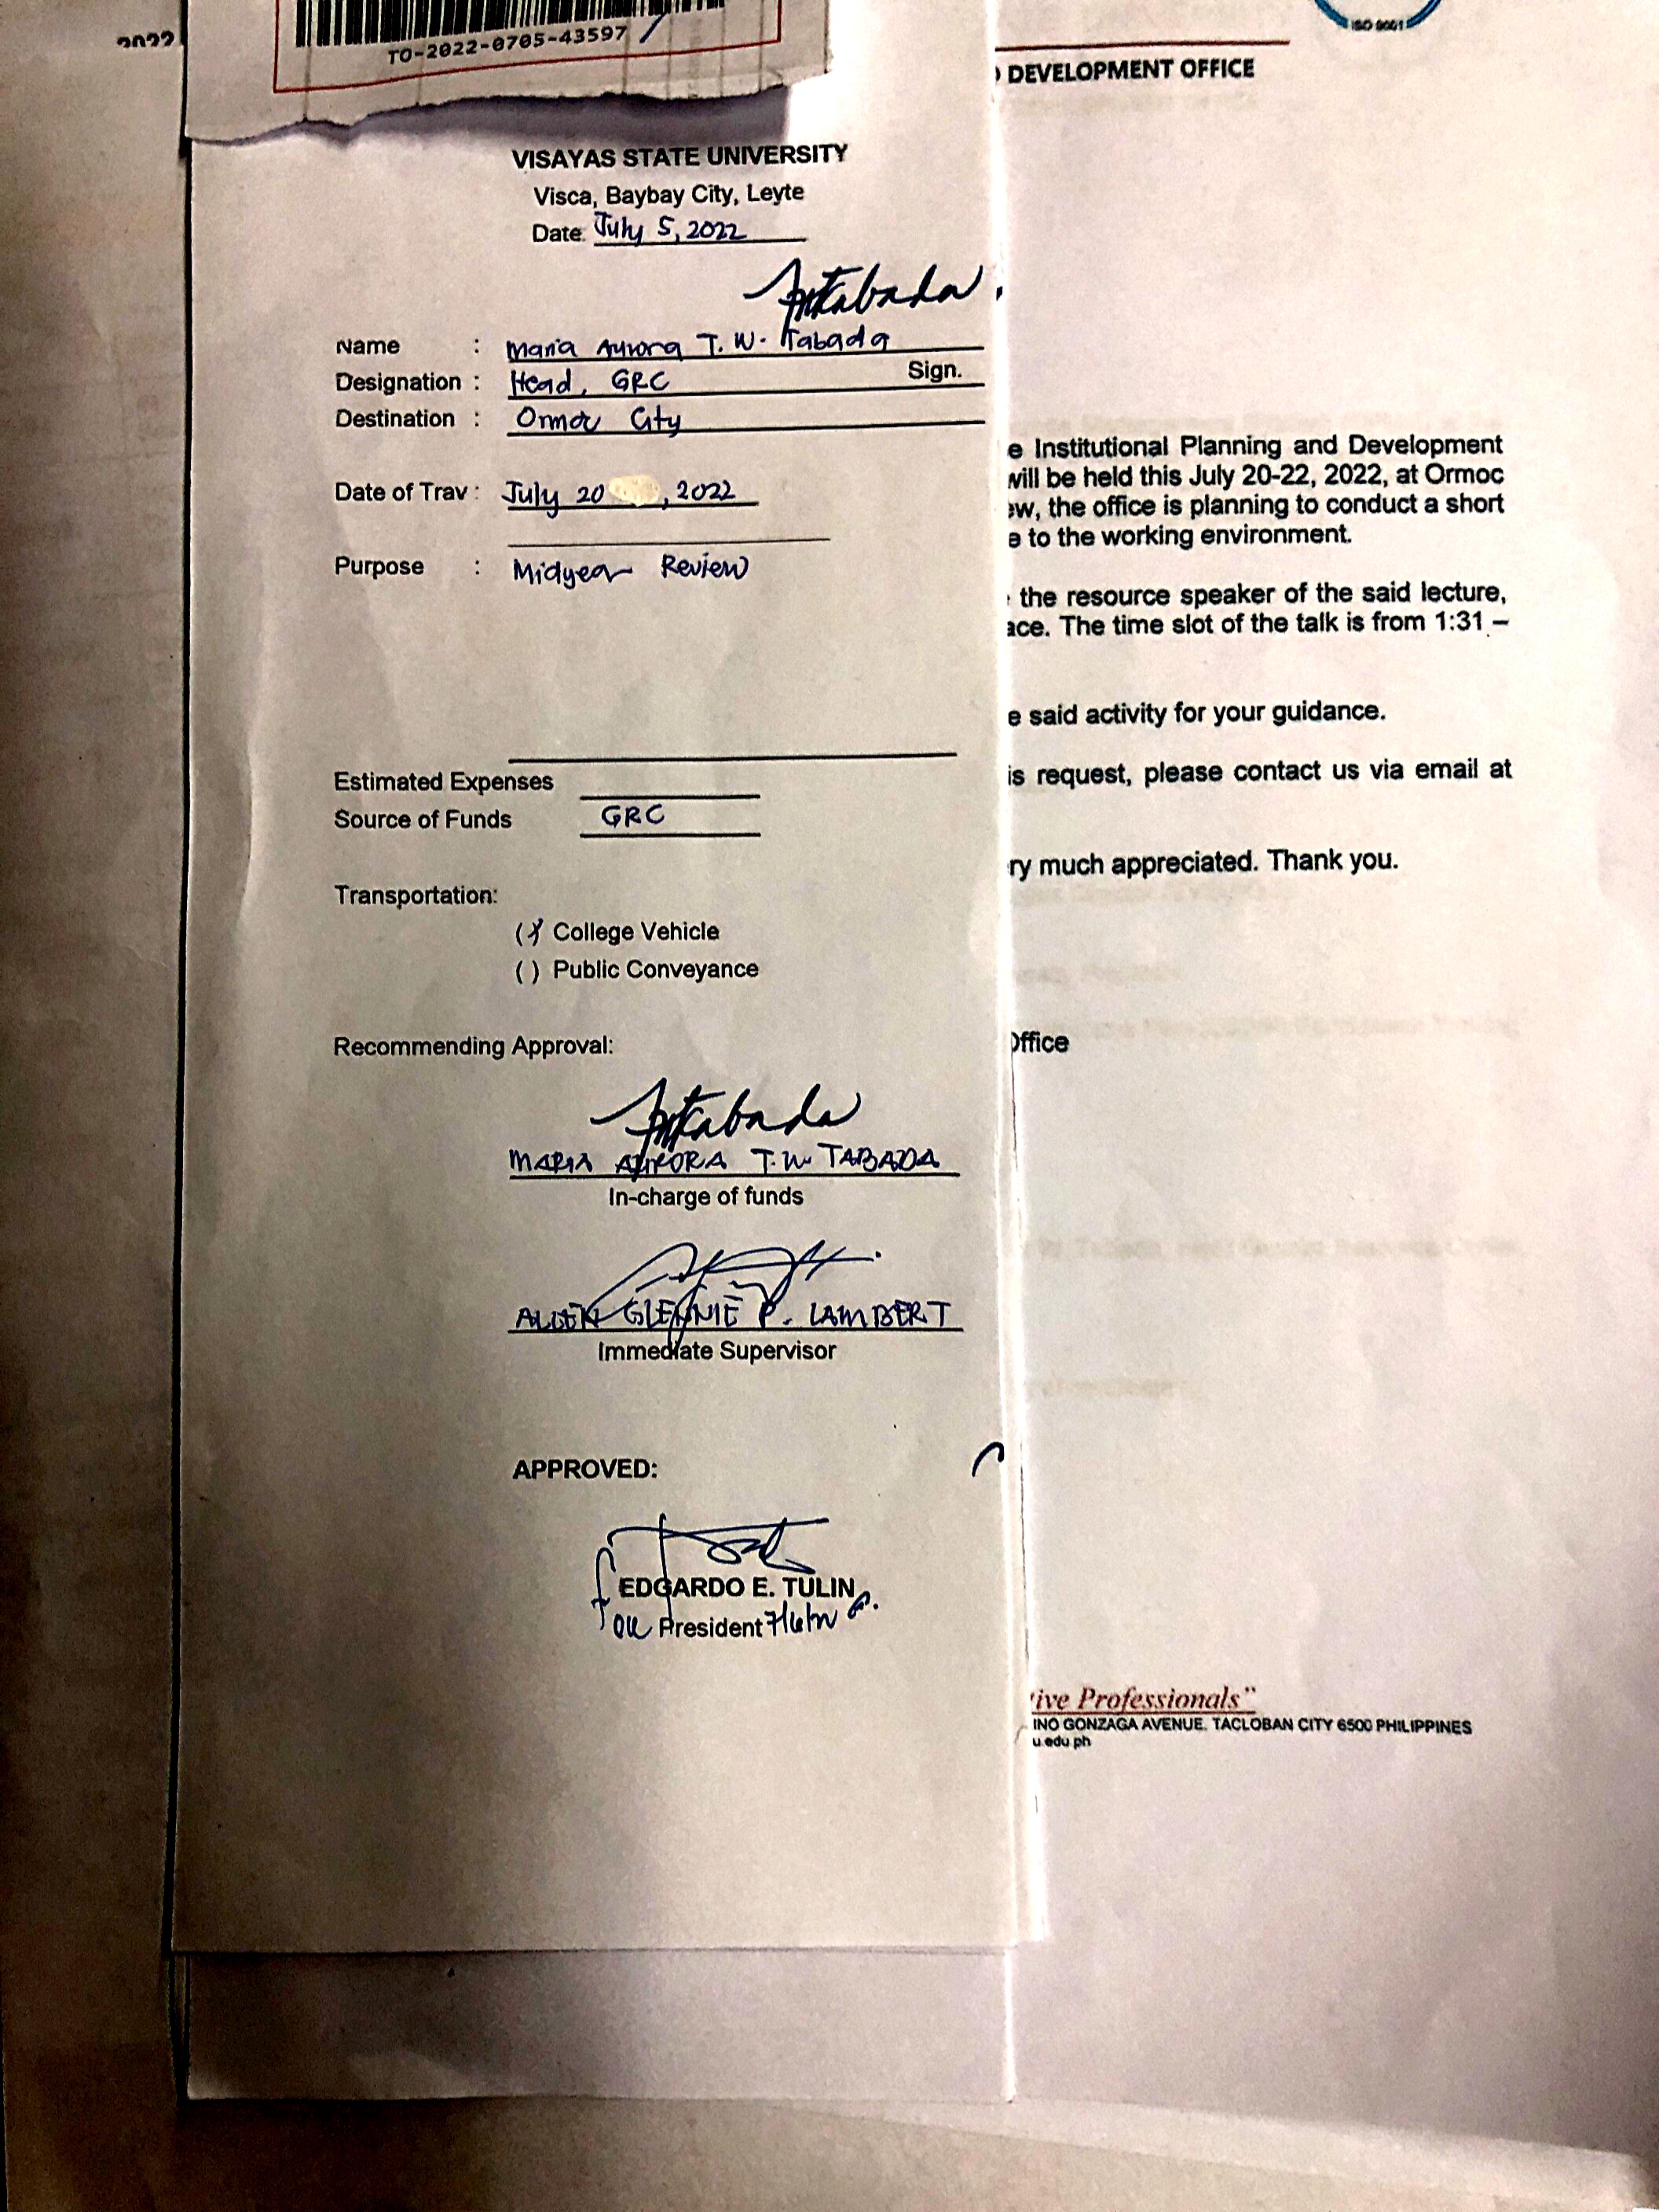 2022
TO-2022-0705-43597
ISO 9001
DEVELOPMENT OFFICE
VISAYAS STATE UNIVERSITY
Visca, Baybay City, Leyte
Date: July 5, 2022
Name : Maria Aurora T. W. Tabada
Sign.
Designation : Head, GRC
Destination : Ormoc City
Date of Trav : July 20 , 2022
Purpose : Midyear Review
Estimated Expenses
Source of Funds GRC
Transportation:
(x) College Vehicle
( ) Public Conveyance
Recommending Approval:
MARIA AURORA T.W. TABADA
In-charge of funds
ALLEN GLENNIE P. LAMBERT
Immediate Supervisor
APPROVED:
EDGARDO E. TULIN
President
e Institutional Planning and Development
will be held this July 20-22, 2022, at Ormoc
ew, the office is planning to conduct a short
e to the working environment.
the resource speaker of the said lecture,
ace. The time slot of the talk is from 1:31 –
e said activity for your guidance.
is request, please contact us via email at
ry much appreciated. Thank you.
Office
ive Professionals”
INO GONZAGA AVENUE, TACLOBAN CITY 6500 PHILIPPINES
u.edu.ph